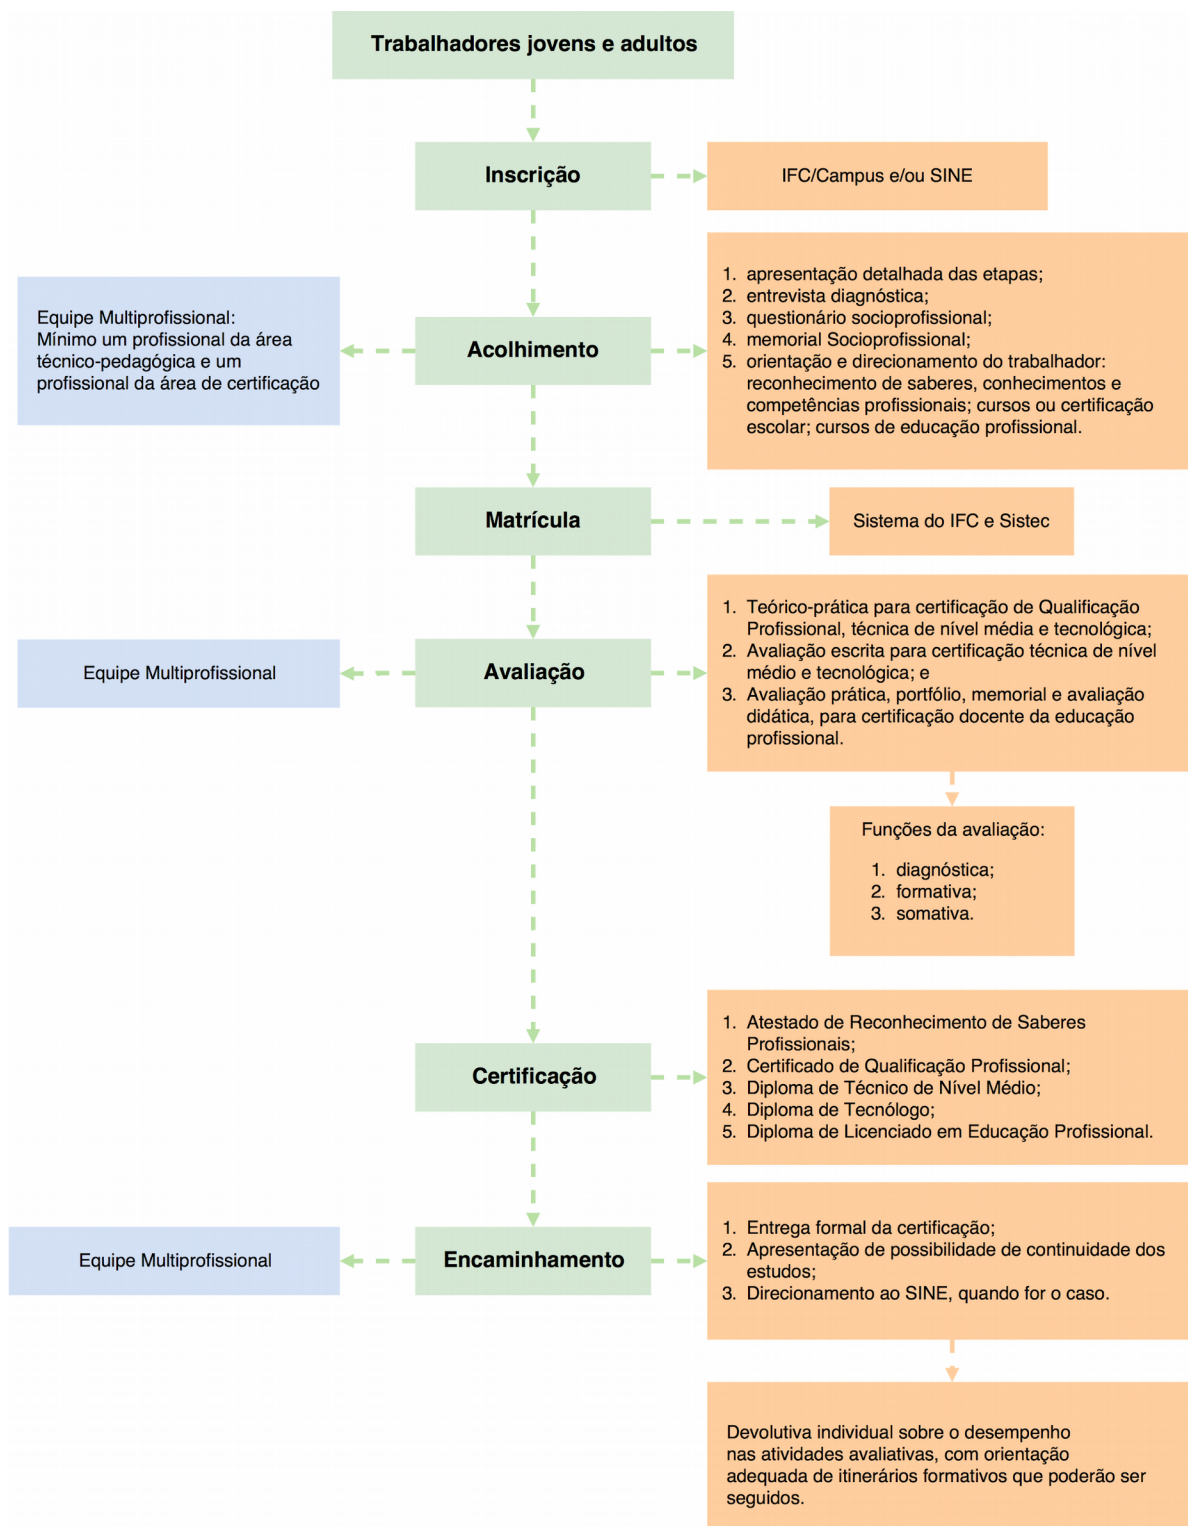 Trabalhadores jovens e adultos
Inscrição
IFC/Campus e/ou SINE
Equipe Multiprofissional:
Mínimo um profissional da área
técnico-pedagógica e um
profissional da área de certificação
Acolhimento
1. apresentação detalhada das etapas;
2. entrevista diagnóstica;
3. questionário socioprofissional;
4. memorial Socioprofissional;
5. orientação e direcionamento do trabalhador:
reconhecimento de saberes, conhecimentos e
competências profissionais; cursos ou certificação
escolar; cursos de educação profissional.
Matrícula
Sistema do IFC e Sistec
Equipe Multiprofissional
Avaliação
1. Teórico-prática para certificação de Qualificação
Profissional, técnica de nível média e tecnológica;
2. Avaliação escrita para certificação técnica de nível
médio e tecnológica; e
3. Avaliação prática, portfólio, memorial e avaliação
didática, para certificação docente da educação
profissional.
Funções da avaliação:
1. diagnóstica;
2. formativa;
3. somativa.
Certificação
1. Atestado de Reconhecimento de Saberes
Profissionais;
2. Certificado de Qualificação Profissional;
3. Diploma de Técnico de Nível Médio;
4. Diploma de Tecnólogo;
5. Diploma de Licenciado em Educação Profissional.
Equipe Multiprofissional
Encaminhamento
1. Entrega formal da certificação;
2. Apresentação de possibilidade de continuidade dos
estudos;
3. Direcionamento ao SINE, quando for o caso.
Devolutiva individual sobre o desempenho
nas atividades avaliativas, com orientação
adequada de itinerários formativos que poderão ser
seguidos.